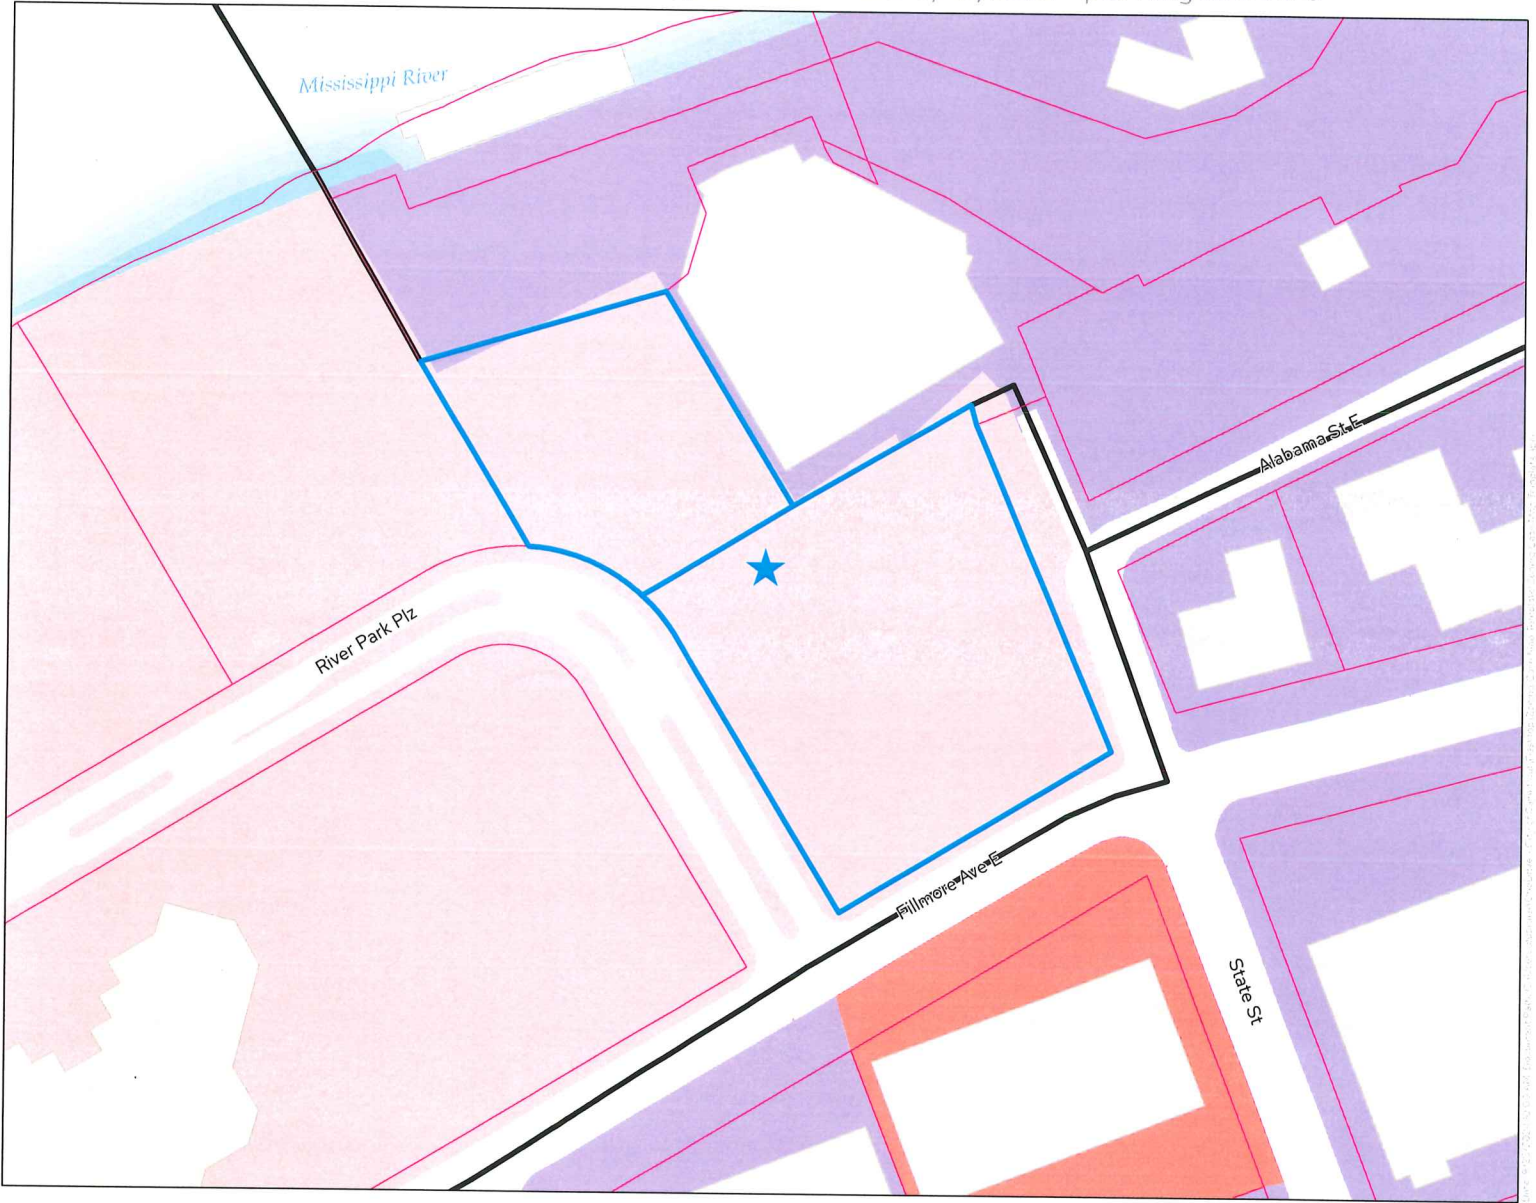 Mississippi River
Alabama St E
River Park Plz
Fillmore Ave E
State St